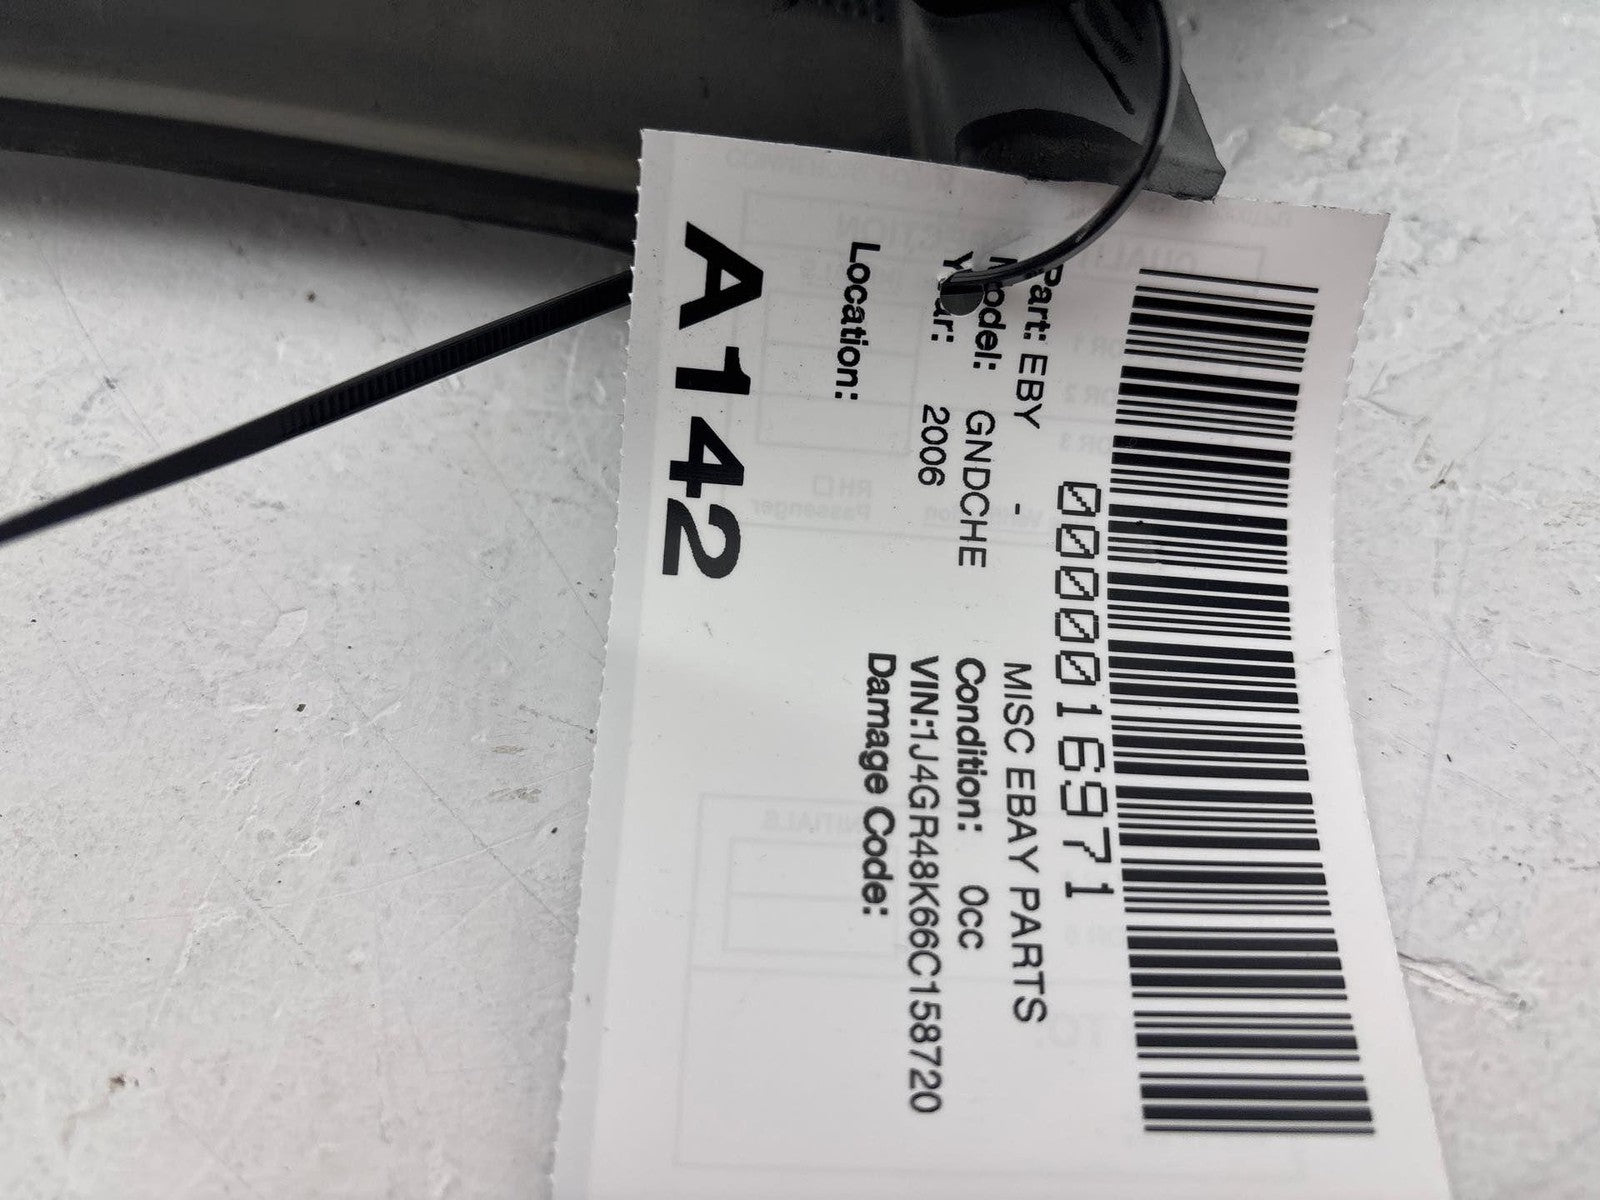 0000016971
Part: EBY - MISC EBAY PARTS
Model: GNDCHE Condition: 0cc
Year: 2006 VIN:1J4GR48K66C158720
Damage Code:
Location:
A142